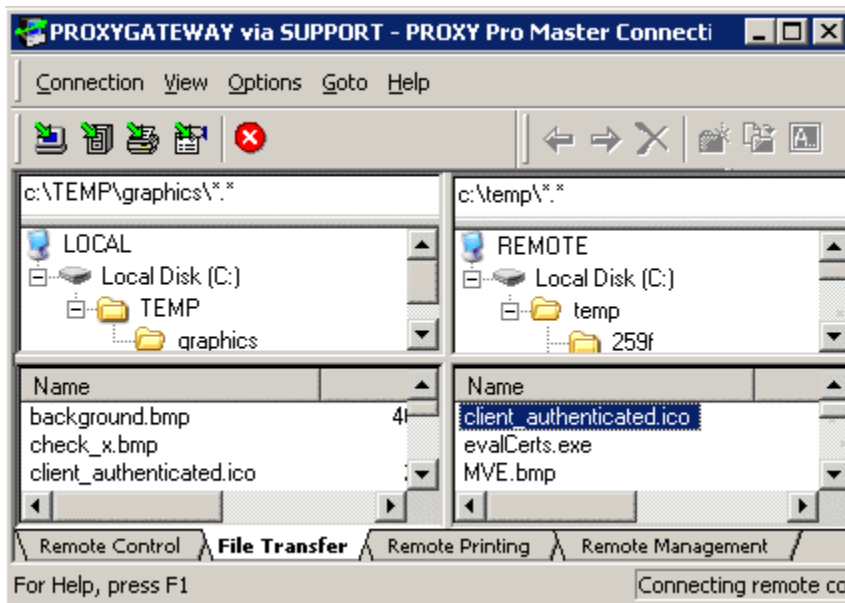 PROXYGATEWAY via SUPPORT - PROXY Pro Master Connecti
Connection View Options Goto Help
A..
c:\TEMP\graphics\*.*
LOCAL
Local Disk (C:)
TEMP
graphics
c:\temp\*.*
REMOTE
Local Disk (C:)
temp
259f
Name
background.bmp
check_x.bmp
client_authenticated.ico
Name
client_authenticated.ico
evalCerts.exe
MVE.bmp
Remote Control File Transfer Remote Printing Remote Management
For Help, press F1 Connecting remote co